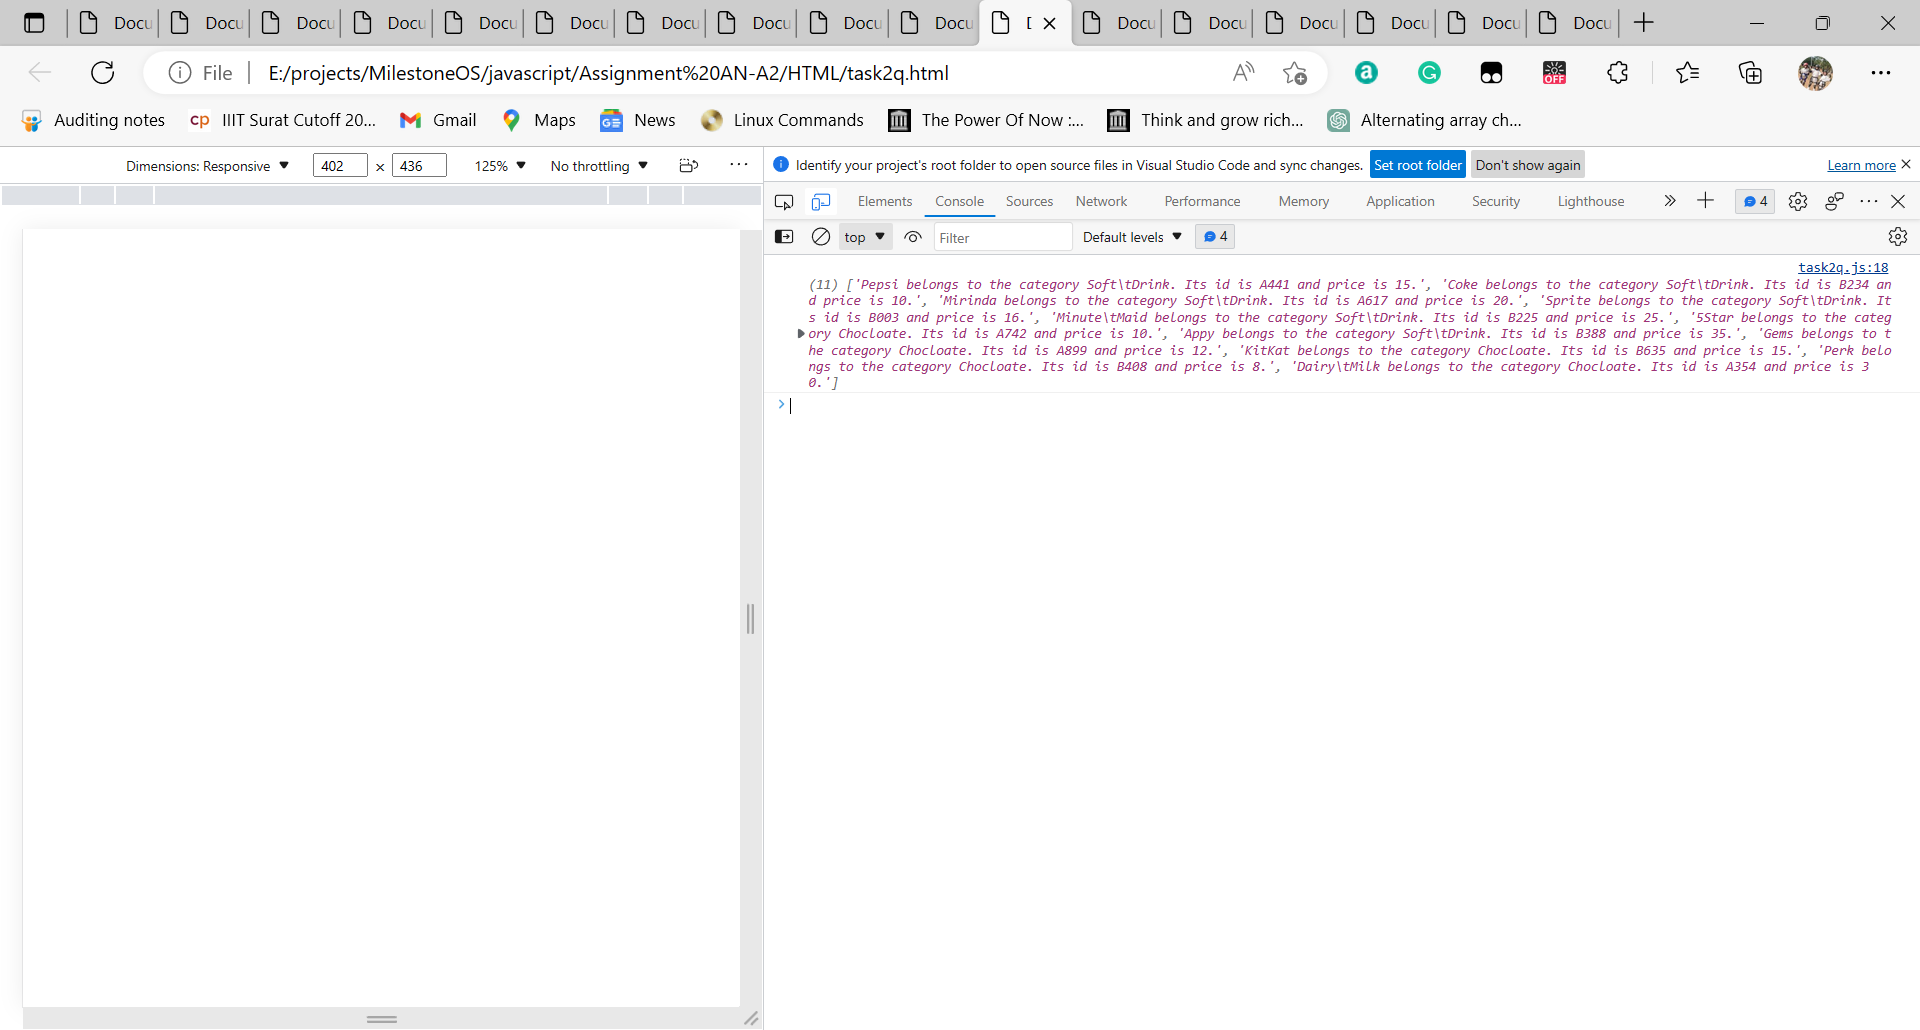 Docu Docu Docu Docu Docu Docu Docu Docu Docu Docu Docu Docu Docu Docu Docu Docu
File E:/projects/MilestoneOS/javascript/Assignment%20AN-A2/HTML/task2q.html
Auditing notes cp IIIT Surat Cutoff 20... Gmail Maps News Linux Commands The Power Of Now :... Think and grow rich... Alternating array ch...
Dimensions: Responsive 402 × 436 125% No throttling
Identify your project's root folder to open source files in Visual Studio Code and sync changes. Set root folder Don't show again Learn more
Elements Console Sources Network Performance Memory Application Security Lighthouse 4
top Filter Default levels 4
task2q.js:18
(11) ['Pepsi belongs to the category Soft\tDrink. Its id is A441 and price is 15.', 'Coke belongs to the category Soft\tDrink. Its id is B234 an
d price is 10.', 'Mirinda belongs to the category Soft\tDrink. Its id is A617 and price is 20.', 'Sprite belongs to the category Soft\tDrink. It
s id is B003 and price is 16.', 'Minute\tMaid belongs to the category Soft\tDrink. Its id is B225 and price is 25.', '5Star belongs to the categ
ory Chocloate. Its id is A742 and price is 10.', 'Appy belongs to the category Soft\tDrink. Its id is B388 and price is 35.', 'Gems belongs to t
he category Chocloate. Its id is A899 and price is 12.', 'KitKat belongs to the category Chocloate. Its id is B635 and price is 15.', 'Perk belo
ngs to the category Chocloate. Its id is B408 and price is 8.', 'Dairy\tMilk belongs to the category Chocloate. Its id is A354 and price is 3
0.']